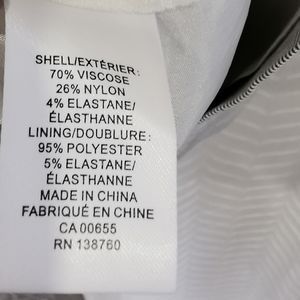 SHELL/EXTÉRIER:
70% VISCOSE
26% NYLON
4% ELASTANE/
ÉLASTHANNE
LINING/DOUBLURE:
95% POLYESTER
5% ELASTANE/
ÉLASTHANNE
MADE IN CHINA
FABRIQUÉ EN CHINE
CA 00655
RN 138760